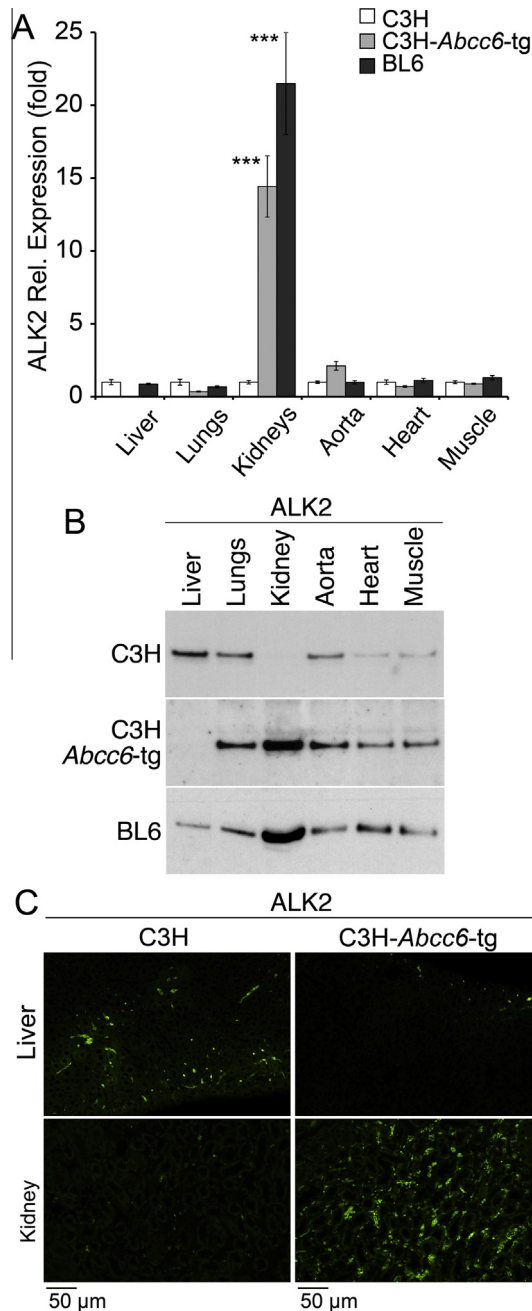 A
C3H
C3H-Abcc6-tg
BL6
ALK2 Rel. Expression (fold)
25
20
15
10
5
0
***
***
Liver
Lungs
Kidneys
Aorta
Heart
Muscle
B
ALK2
Liver
Lungs
Kidney
Aorta
Heart
Muscle
C3H
C3H
Abcc6-tg
BL6
C
ALK2
C3H
C3H-Abcc6-tg
Liver
Kidney
50 µm
50 µm